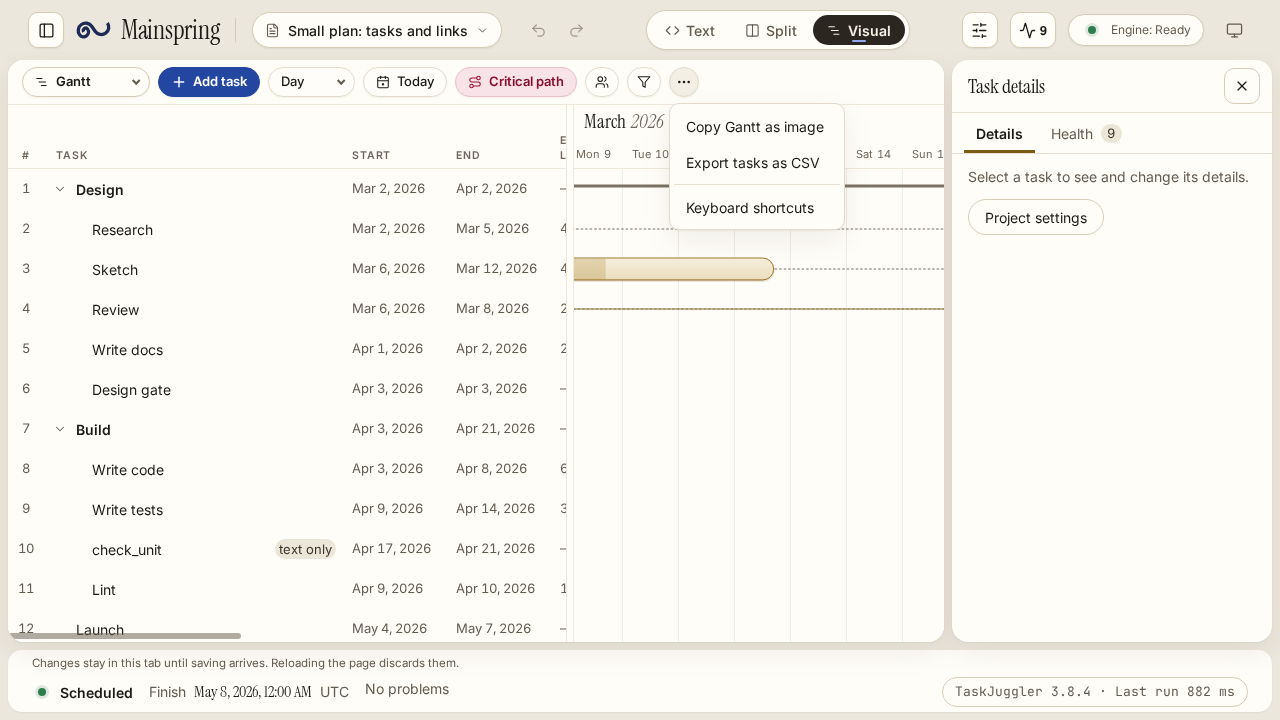 Mainspring
Small plan: tasks and links
Text
Split
Visual
9
Engine: Ready
Gantt
Add task
Day
Today
Critical path
Copy Gantt as image
Export tasks as CSV
Keyboard shortcuts
March 2026
# TASK START END
Mon 9 Tue 10 Sat 14
1 Design Mar 2, 2026 Apr 2, 2026 –
2 Research Mar 2, 2026 Mar 5, 2026 4
3 Sketch Mar 6, 2026 Mar 12, 2026 4
4 Review Mar 6, 2026 Mar 8, 2026 2
5 Write docs Apr 1, 2026 Apr 2, 2026 2
6 Design gate Apr 3, 2026 Apr 3, 2026 –
7 Build Apr 3, 2026 Apr 21, 2026 –
8 Write code Apr 3, 2026 Apr 8, 2026 6
9 Write tests Apr 9, 2026 Apr 14, 2026 3
10 check_unit text only Apr 17, 2026 Apr 21, 2026 –
11 Lint Apr 9, 2026 Apr 10, 2026 1
12 Launch May 4, 2026 May 7, 2026 –
Task details
Details
Health 9
Select a task to see and change its details.
Project settings
Changes stay in this tab until saving arrives. Reloading the page discards them.
Scheduled Finish May 8, 2026, 12:00 AM UTC No problems
TaskJuggler 3.8.4 · Last run 882 ms